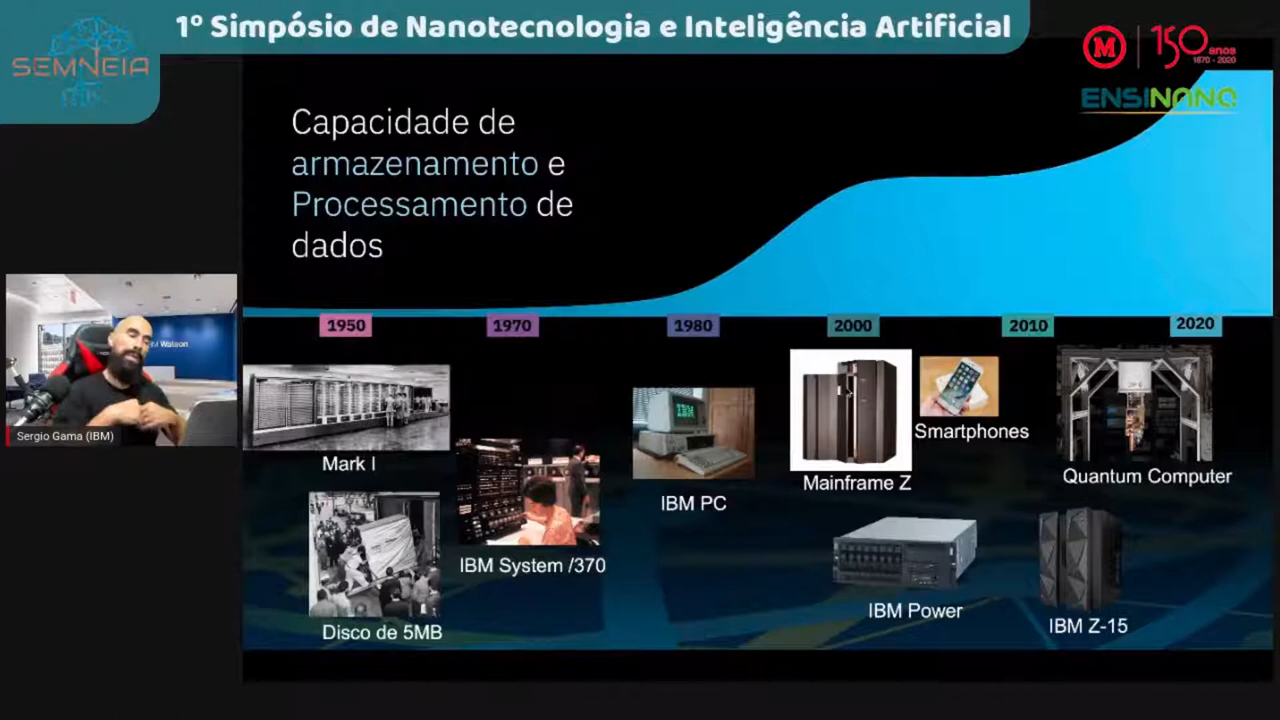 1º Simpósio de Nanotecnologia e Inteligência Artificial
SEMNEIA
M 150 anos
1870 - 2020
ENSINANO
Capacidade de
armazenamento e
Processamento de
dados
1950
1970
1980
2000
2010
2020
Watson
Sergio Gama (IBM)
Mark I
Disco de 5MB
IBM System /370
IBM
IBM PC
Mainframe Z
Smartphones
IBM Power
Quantum Computer
IBM Z-15